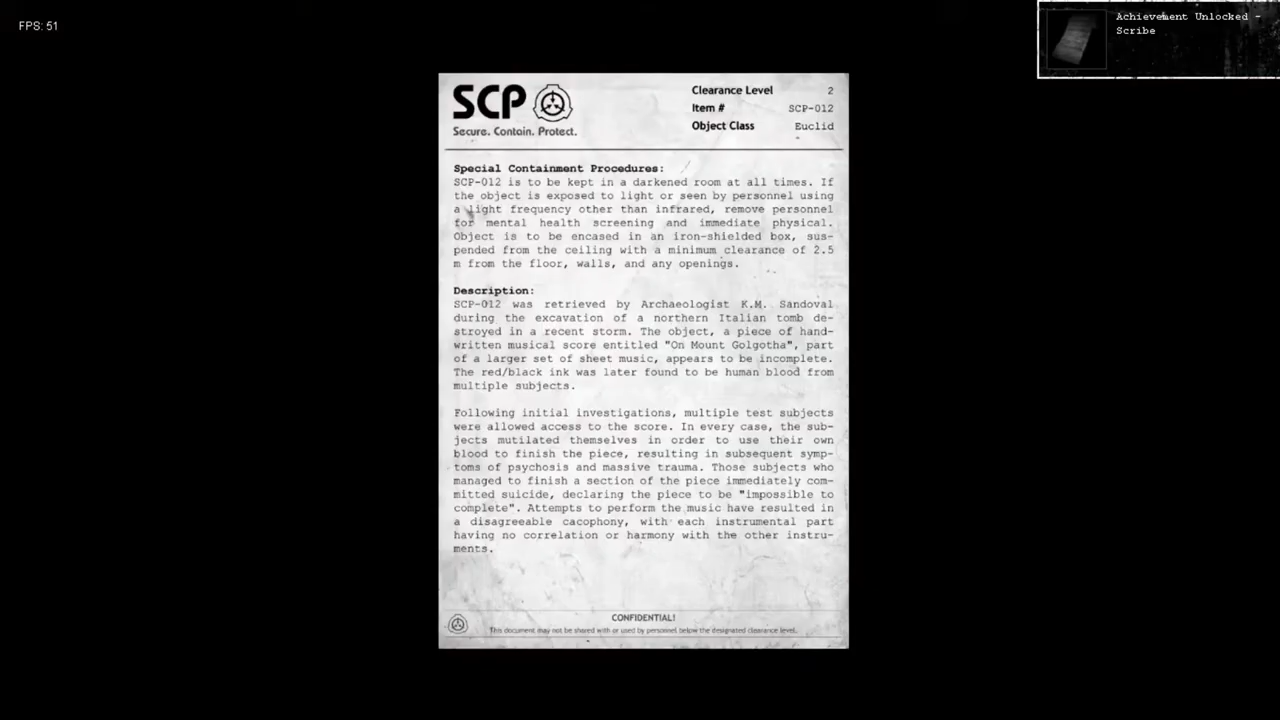 FPS: 51
Achievement Unlocked -
Scribe
SCP
Secure. Contain. Protect.
Clearance Level 2
Item # SCP-012
Object Class Euclid
Special Containment Procedures:
SCP-012 is to be kept in a darkened room at all times. If
the object is exposed to light or seen by personnel using
a light frequency other than infrared, remove personnel
for mental health screening and immediate physical.
Object is to be encased in an iron-shielded box, sus-
pended from the ceiling with a minimum clearance of 2.5
m from the floor, walls, and any openings.
Description:
SCP-012 was retrieved by Archaeologist K.M. Sandoval
during the excavation of a northern Italian tomb de-
stroyed in a recent storm. The object, a piece of hand-
written musical score entitled "On Mount Golgotha", part
of a larger set of sheet music, appears to be incomplete.
The red/black ink was later found to be human blood from
multiple subjects.
Following initial investigations, multiple test subjects
were allowed access to the score. In every case, the sub-
jects mutilated themselves in order to use their own
blood to finish the piece, resulting in subsequent symp-
toms of psychosis and massive trauma. Those subjects who
managed to finish a section of the piece immediately com-
mitted suicide, declaring the piece to be "impossible to
complete". Attempts to perform the music have resulted in
a disagreeable cacophony, with each instrumental part
having no correlation or harmony with the other instru-
ments.
CONFIDENTIAL!
This document may not be shared with or used by personnel below the designated clearance level.